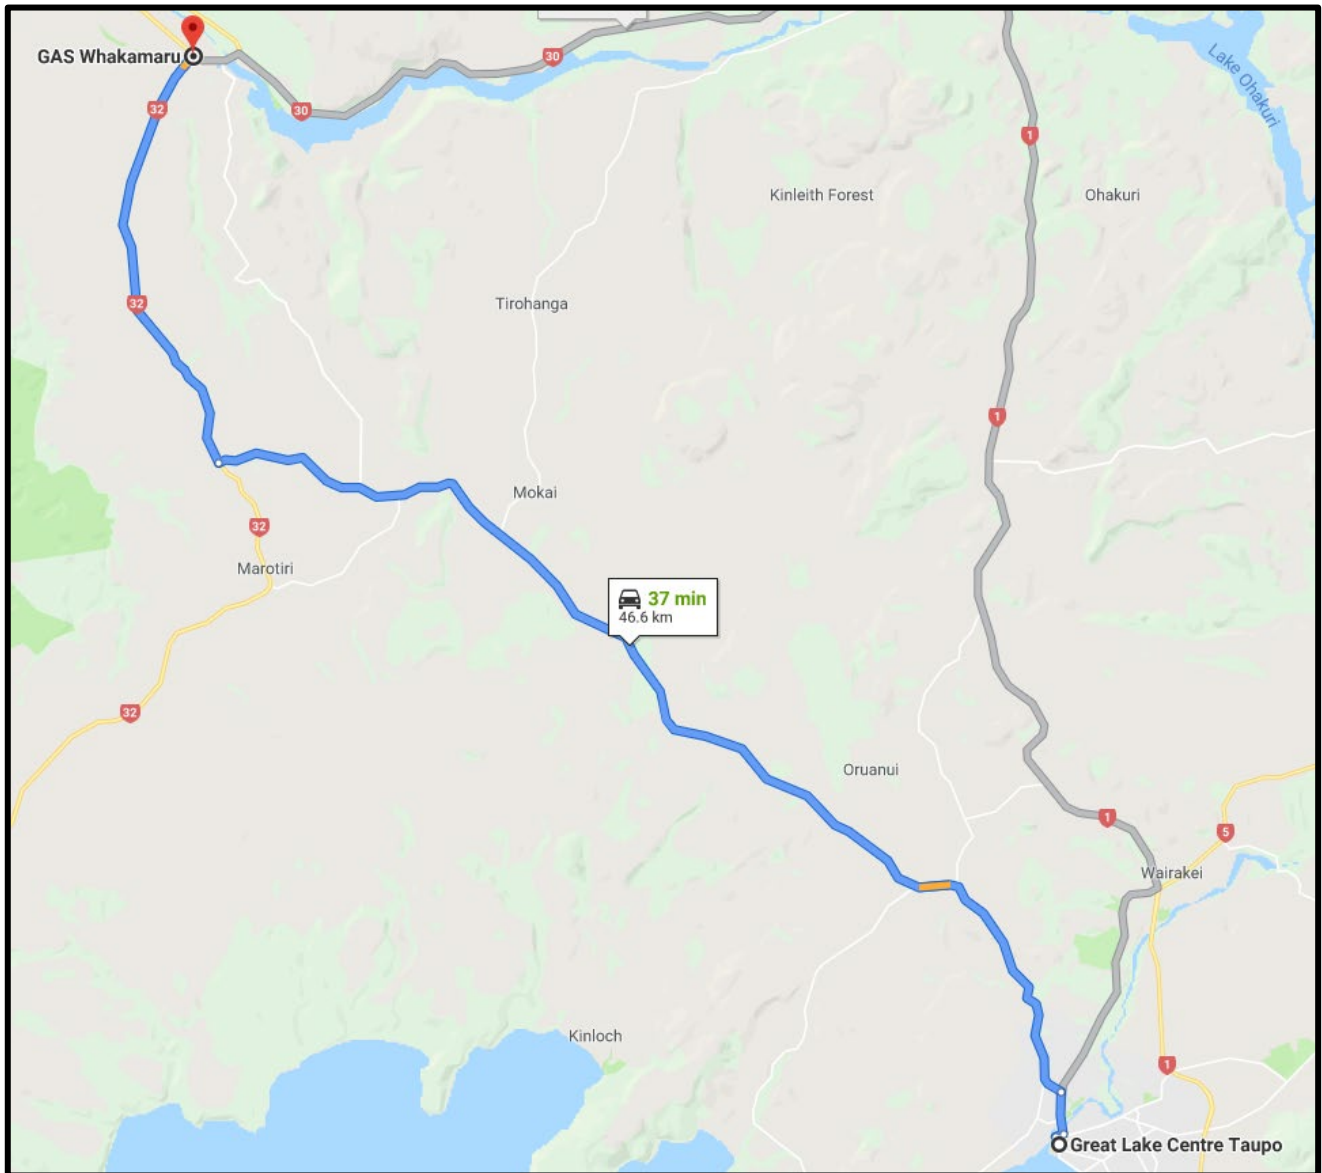 GAS Whakamaru
30
Lake Ohakuri
32
30
1
Kinleith Forest
Ohakuri
32
Tirohanga
1
Mokai
32
Marotiri
37 min
46.6 km
32
Oruanui
1
5
Wairakei
Kinloch
1
Great Lake Centre Taupo